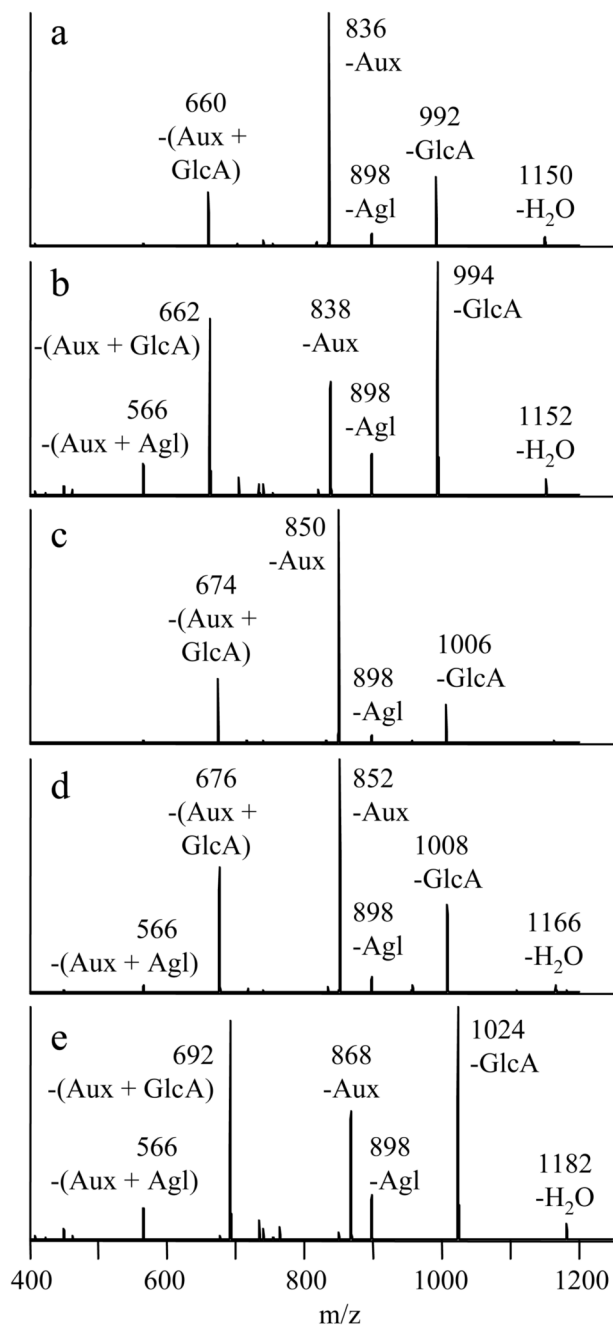 a
836
-Aux
660
-(Aux +
GlcA)
992
-GlcA
898
-Agl
1150
-H₂O
b
994
-GlcA
662
-(Aux + GlcA)
838
-Aux
898
-Agl
566
-(Aux + Agl)
1152
-H₂O
c
850
-Aux
674
-(Aux +
GlcA)
1006
-GlcA
898
-Agl
d
676
-(Aux +
GlcA)
852
-Aux
1008
-GlcA
898
-Agl
566
-(Aux + Agl)
1166
-H₂O
e
1024
-GlcA
692
-(Aux + GlcA)
868
-Aux
566
-(Aux + Agl)
898
-Agl
1182
-H₂O
400 600 800 1000 1200
m/z